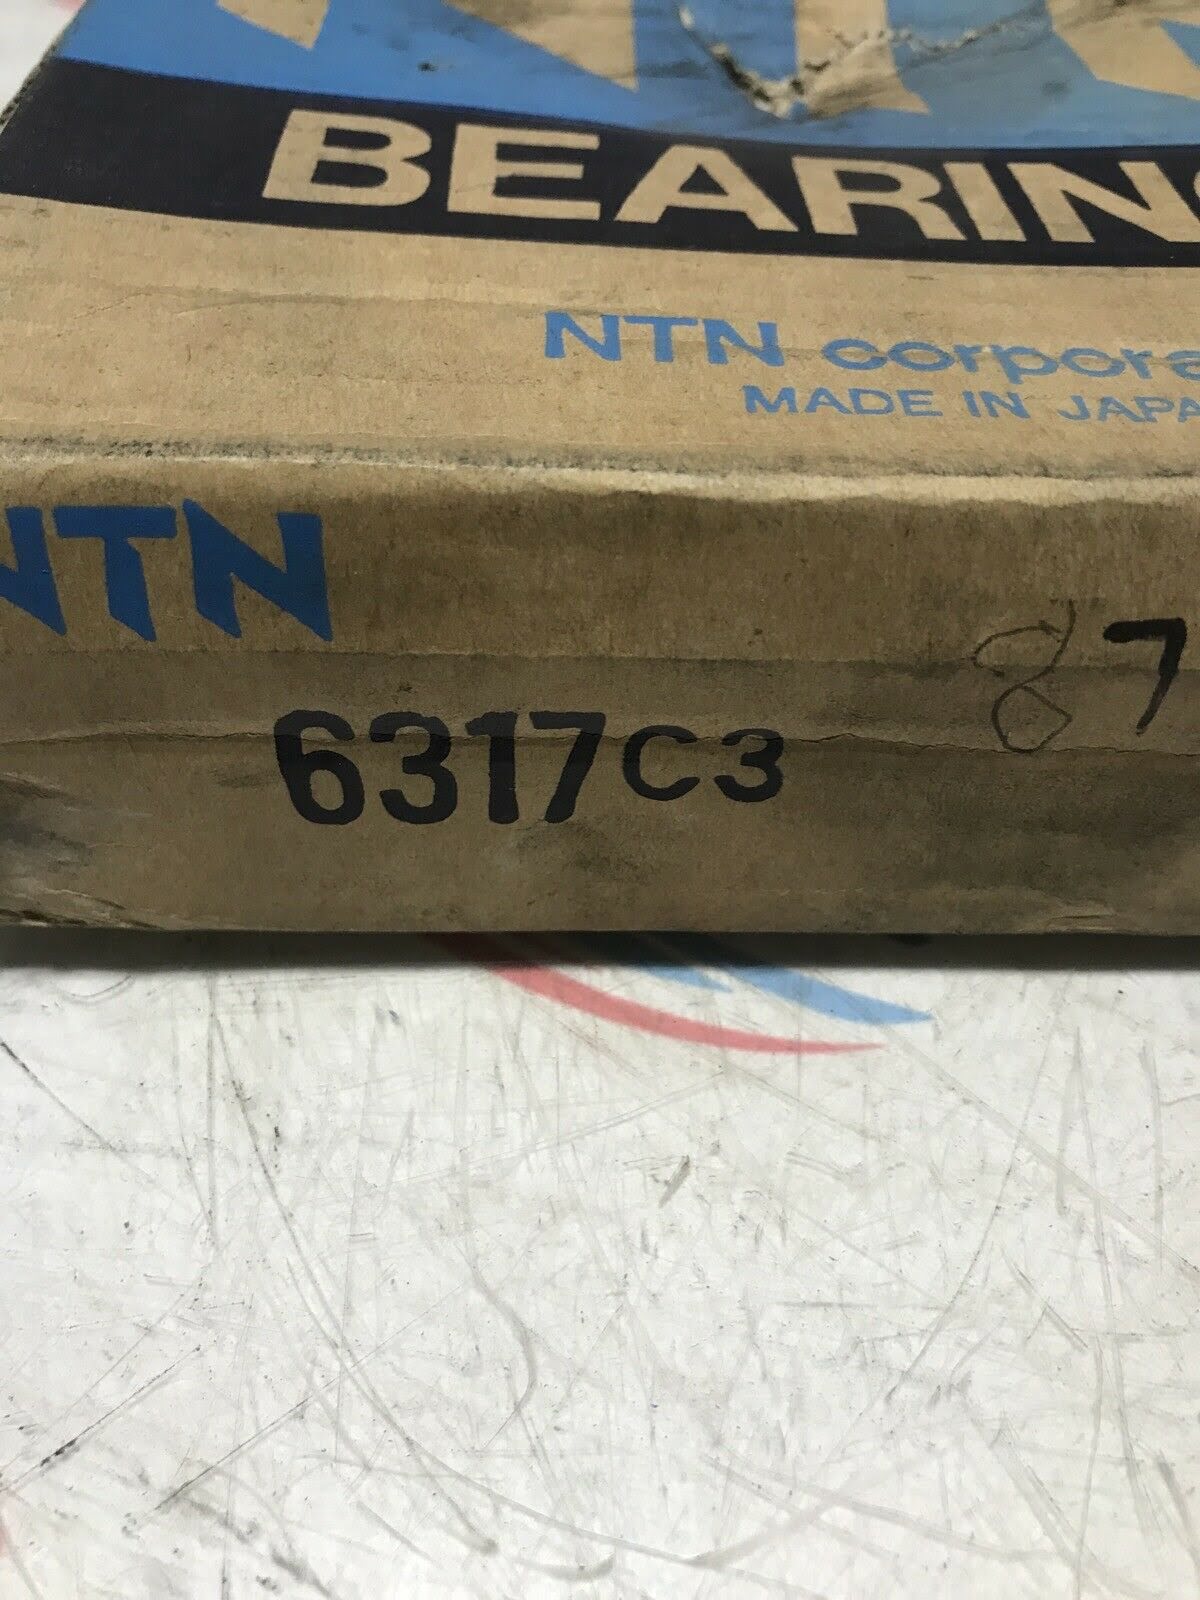 BEARIN
NTN corpora
MADE IN JAPA
NTN
6317C3
87